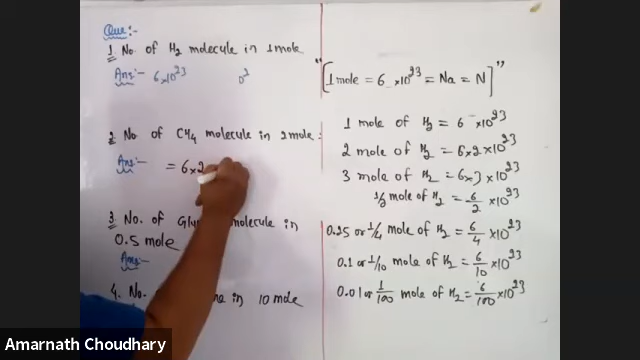 Que:-
1. No. of H2 molecule in 1 mole
Ans:- 6×10^23
2. No of CH4 molecule in 2 mole:
Ans:- = 6×2
3. No. of Gly molecule in
0.5 mole
Ans:-
4. No. in 10 mole
"[1 mole = 6 ×10^23 = Na = N]"
1 mole of H2 = 6 ×10^23
2 mole of H2 = 6×2 ×10^23
3 mole of H2 = 6×3 ×10^23
1/2 mole of H2 = 6/2 ×10^23
0.25 or 1/4 mole of H2 = 6/4 ×10^23
0.1 or 1/10 mole of H2 = 6/10 ×10^23
0.01 or 1/100 mole of H2 = 6/100 ×10^23
Amarnath Choudhary